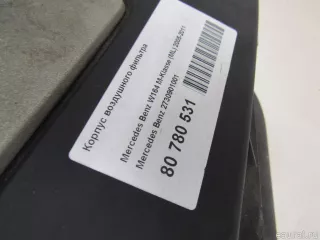 Корпус воздушного фильтра
Mercedes Benz W164 M-Klasse (ML) 2005-2011
Mercedes Benz 2730901001
80 780 531